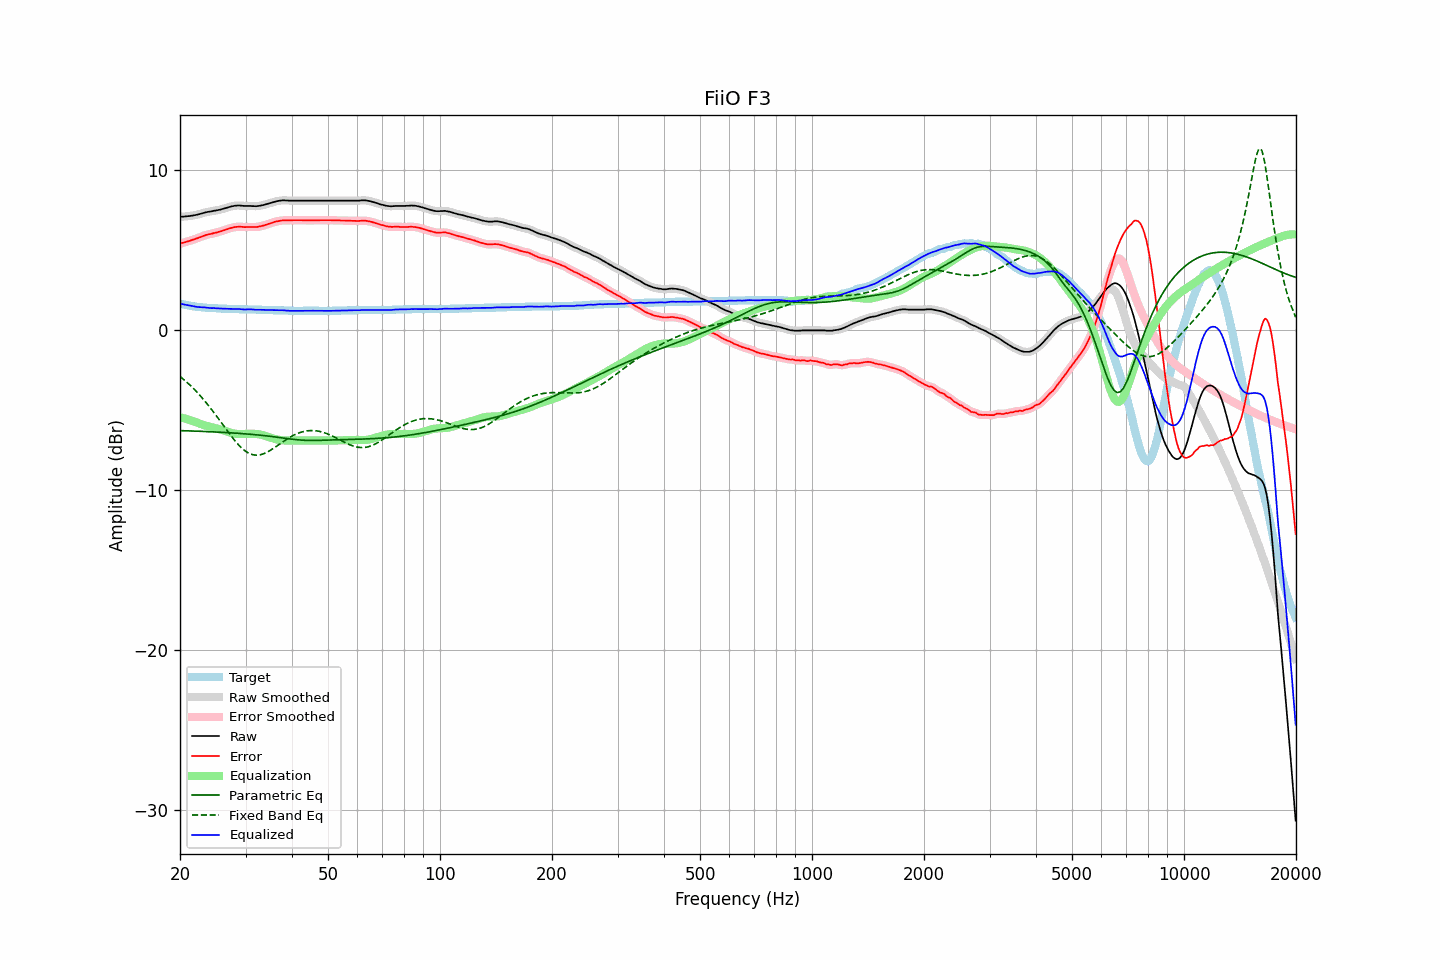 FiiO F3
Amplitude (dBr)
10
0
−10
−20
−30
Target
Raw Smoothed
Error Smoothed
Raw
Error
Equalization
Parametric Eq
Fixed Band Eq
Equalized
20 50 100 200 500 1000 2000 5000 10000 20000
Frequency (Hz)